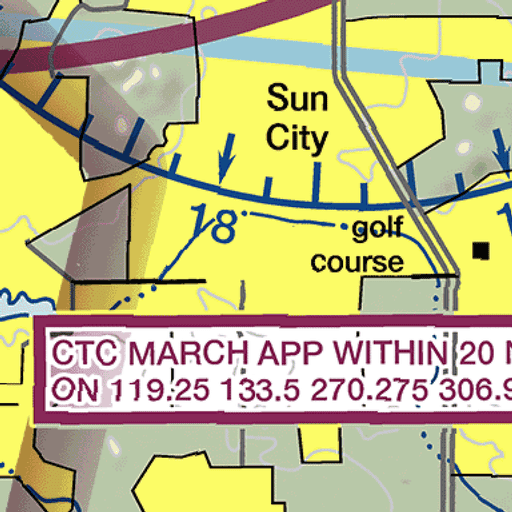 Sun
City
18
golf
course
CTC MARCH APP WITHIN 20 N
ON 119.25 133.5 270.275 306.9